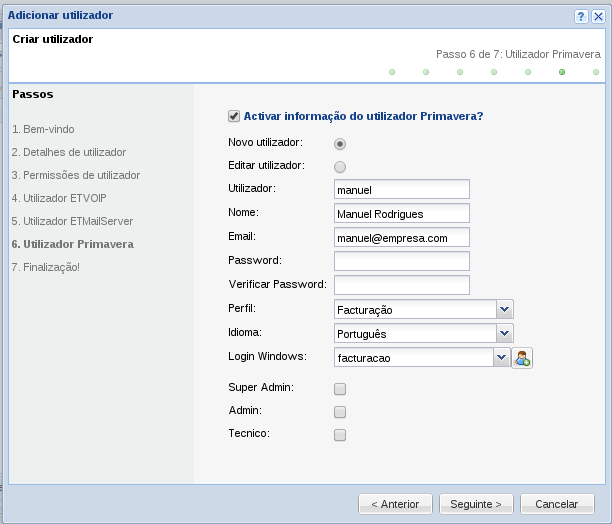 Adicionar utilizador
Criar utilizador
Passo 6 de 7: Utilizador Primavera
Passos
1. Bem-vindo
2. Detalhes de utilizador
3. Permissões de utilizador
4. Utilizador ETVOIP
5. Utilizador ETMailServer
6. Utilizador Primavera
7. Finalização!
Activar informação do utilizador Primavera?
Novo utilizador:
Editar utilizador:
Utilizador: manuel
Nome: Manuel Rodrigues
Email: manuel@empresa.com
Password:
Verificar Password:
Perfil: Facturação
Idioma: Português
Login Windows: facturacao
Super Admin:
Admin:
Tecnico:
< Anterior Seguinte > Cancelar